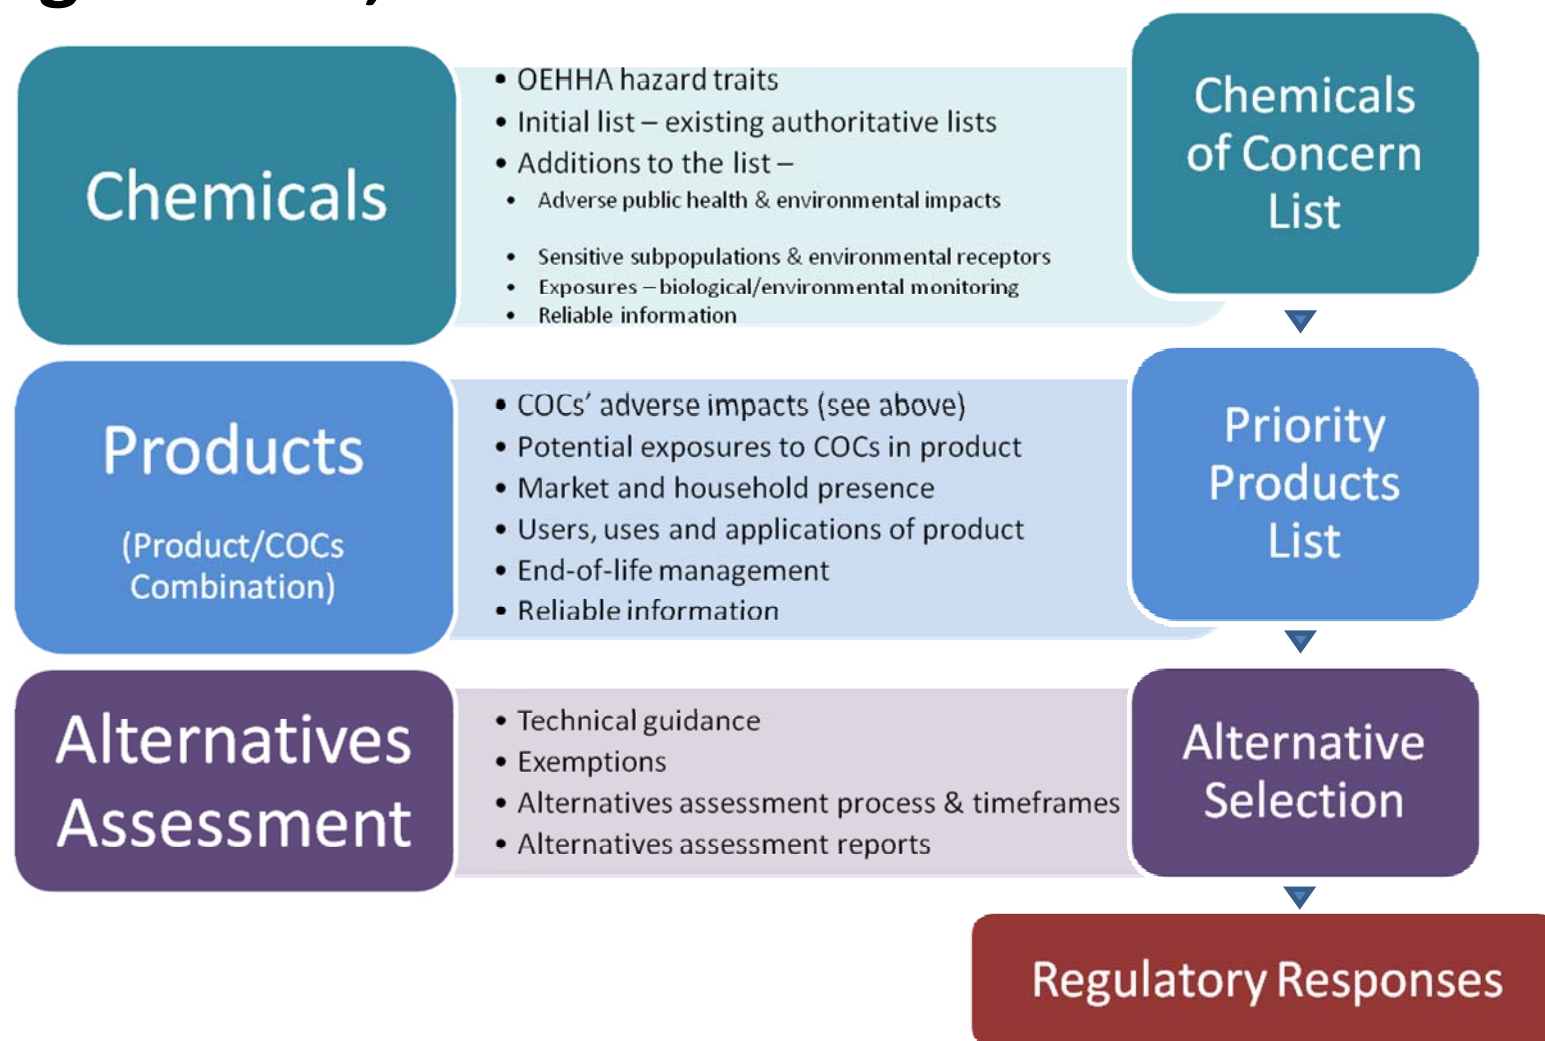 Chemicals
• OEHHA hazard traits
• Initial list – existing authoritative lists
• Additions to the list –
• Adverse public health & environmental impacts
• Sensitive subpopulations & environmental receptors
• Exposures – biological/environmental monitoring
• Reliable information
Chemicals
of Concern
List
Products
(Product/COCs
Combination)
• COCs’ adverse impacts (see above)
• Potential exposures to COCs in product
• Market and household presence
• Users, uses and applications of product
• End-of-life management
• Reliable information
Priority
Products
List
Alternatives
Assessment
• Technical guidance
• Exemptions
• Alternatives assessment process & timeframes
• Alternatives assessment reports
Alternative
Selection
Regulatory Responses